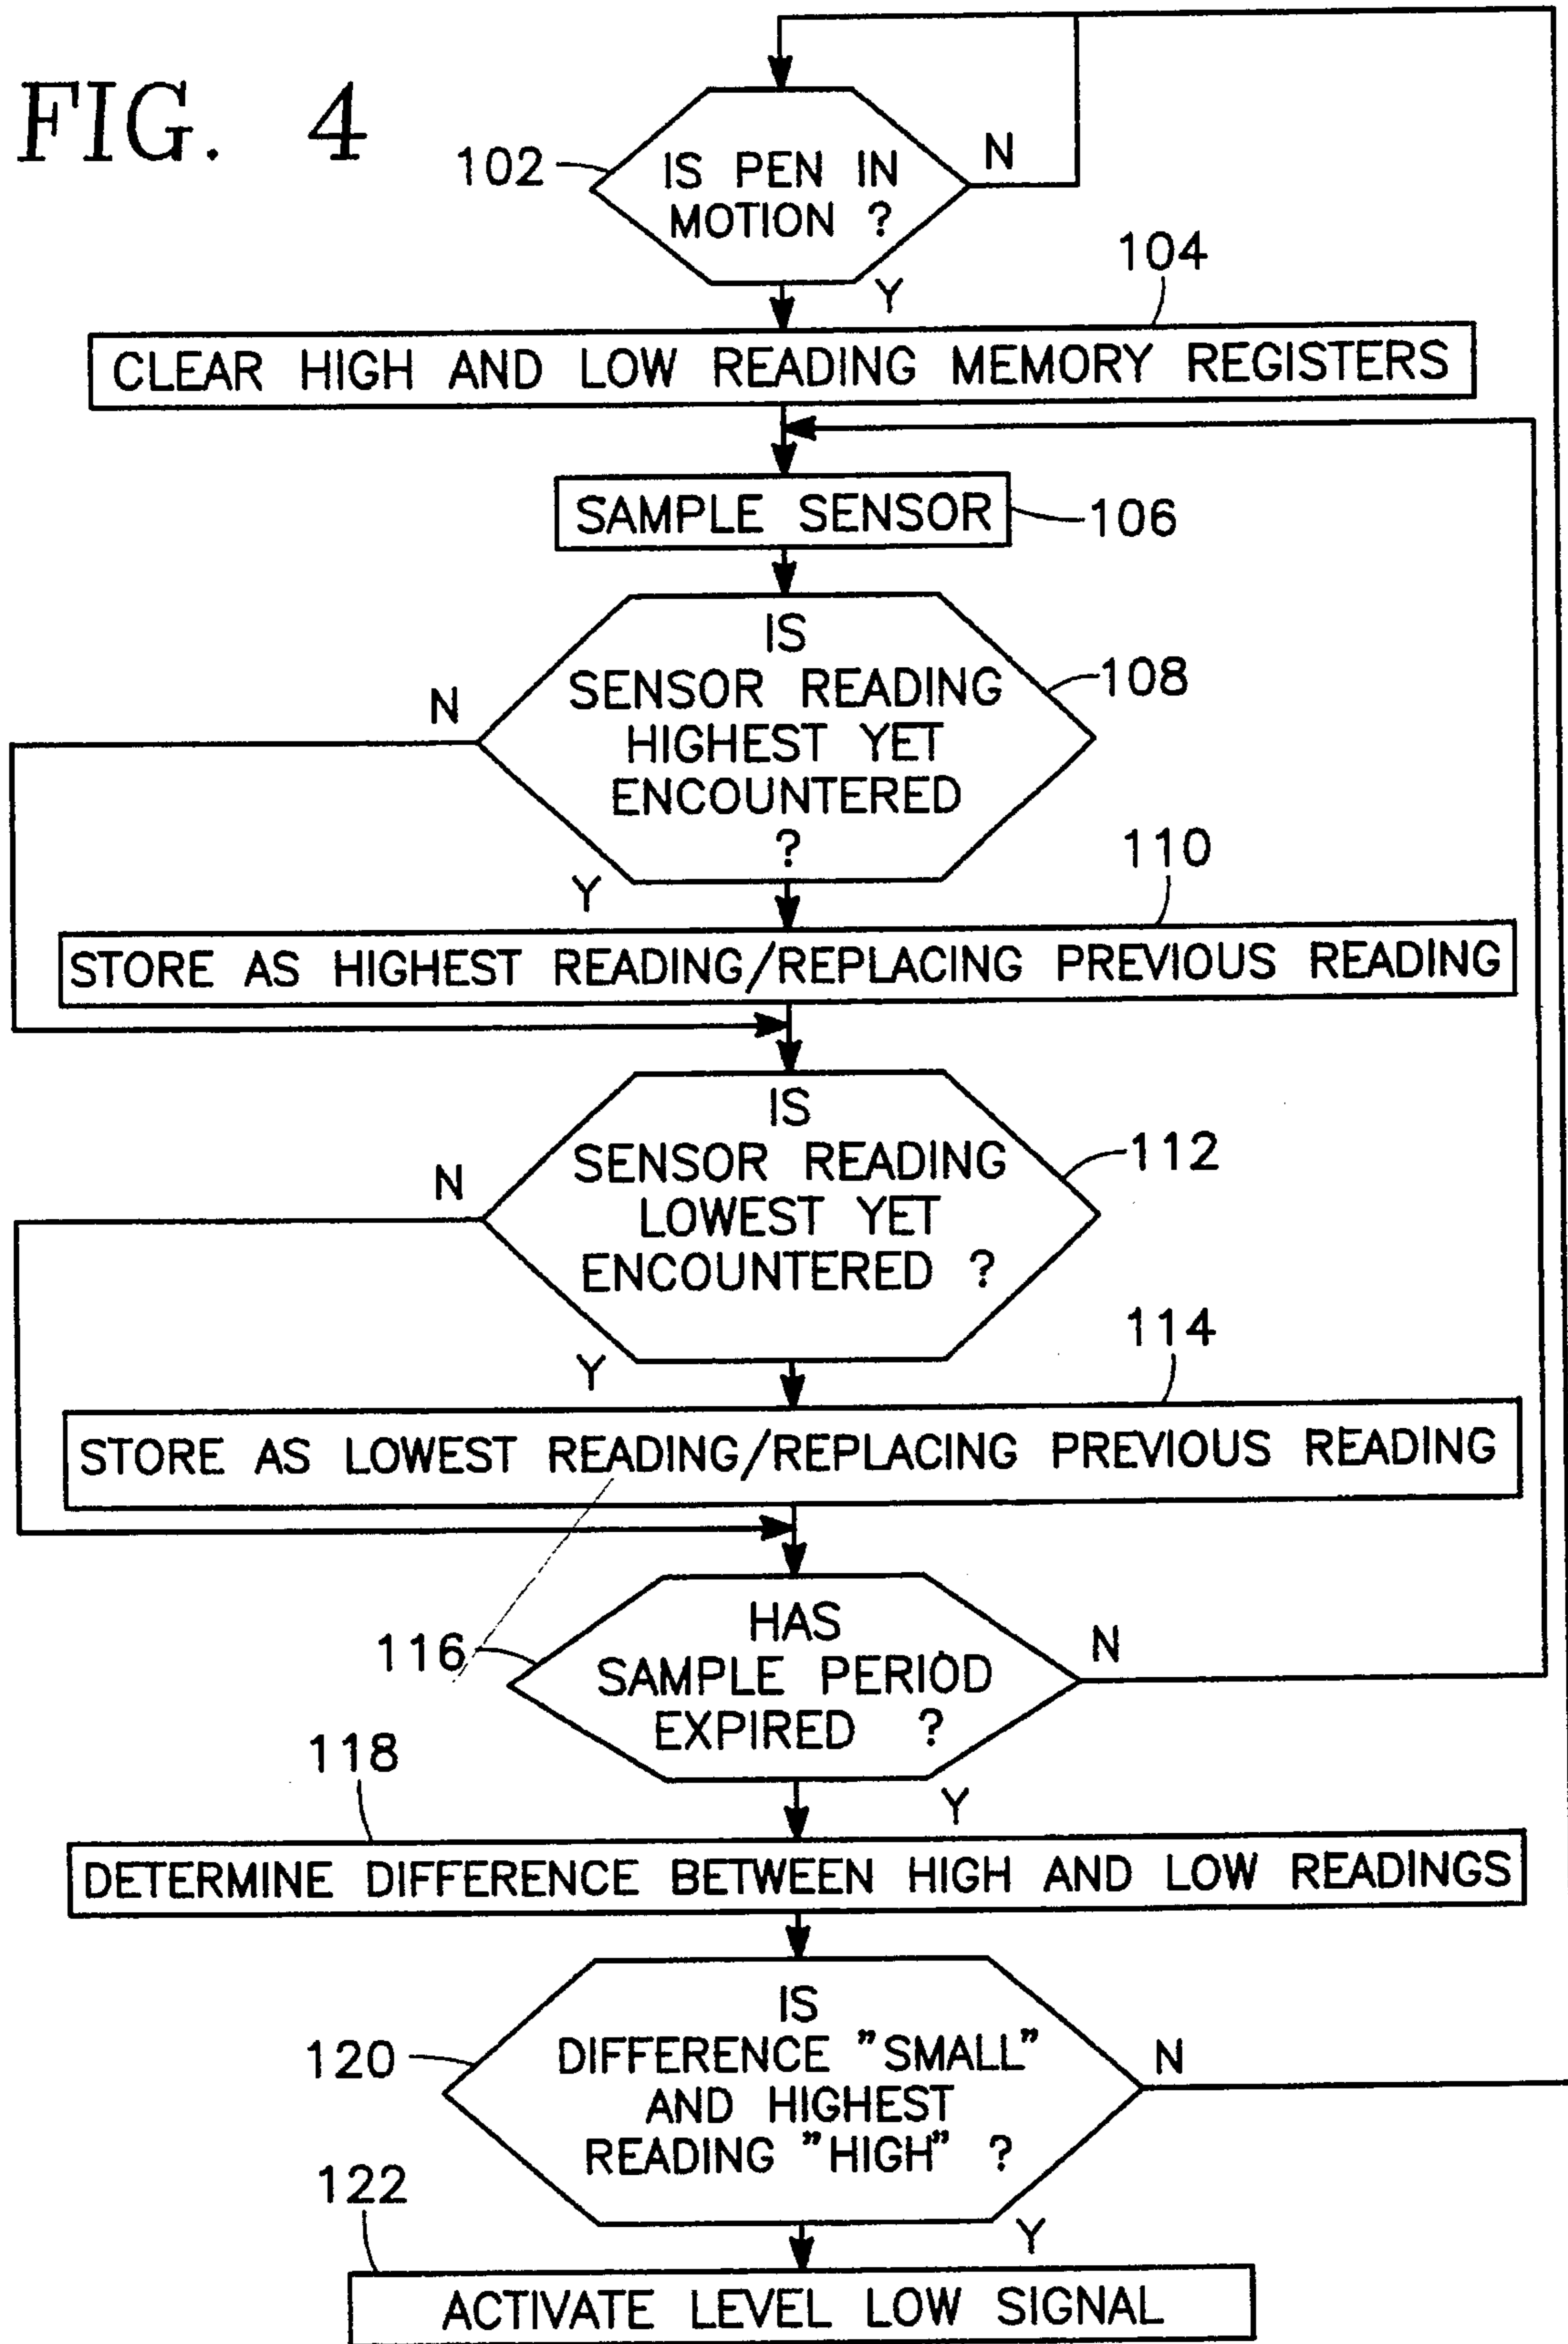 FIG. 4
102
IS PEN IN
MOTION ?
N
Y
104
CLEAR HIGH AND LOW READING MEMORY REGISTERS
SAMPLE SENSOR
106
IS
SENSOR READING
HIGHEST YET
ENCOUNTERED
?
108
N
Y
110
STORE AS HIGHEST READING/REPLACING PREVIOUS READING
IS
SENSOR READING
LOWEST YET
ENCOUNTERED ?
112
N
Y
114
STORE AS LOWEST READING/REPLACING PREVIOUS READING
116
HAS
SAMPLE PERIOD
EXPIRED ?
N
Y
118
DETERMINE DIFFERENCE BETWEEN HIGH AND LOW READINGS
120
IS
DIFFERENCE "SMALL"
AND HIGHEST
READING "HIGH" ?
N
Y
122
ACTIVATE LEVEL LOW SIGNAL